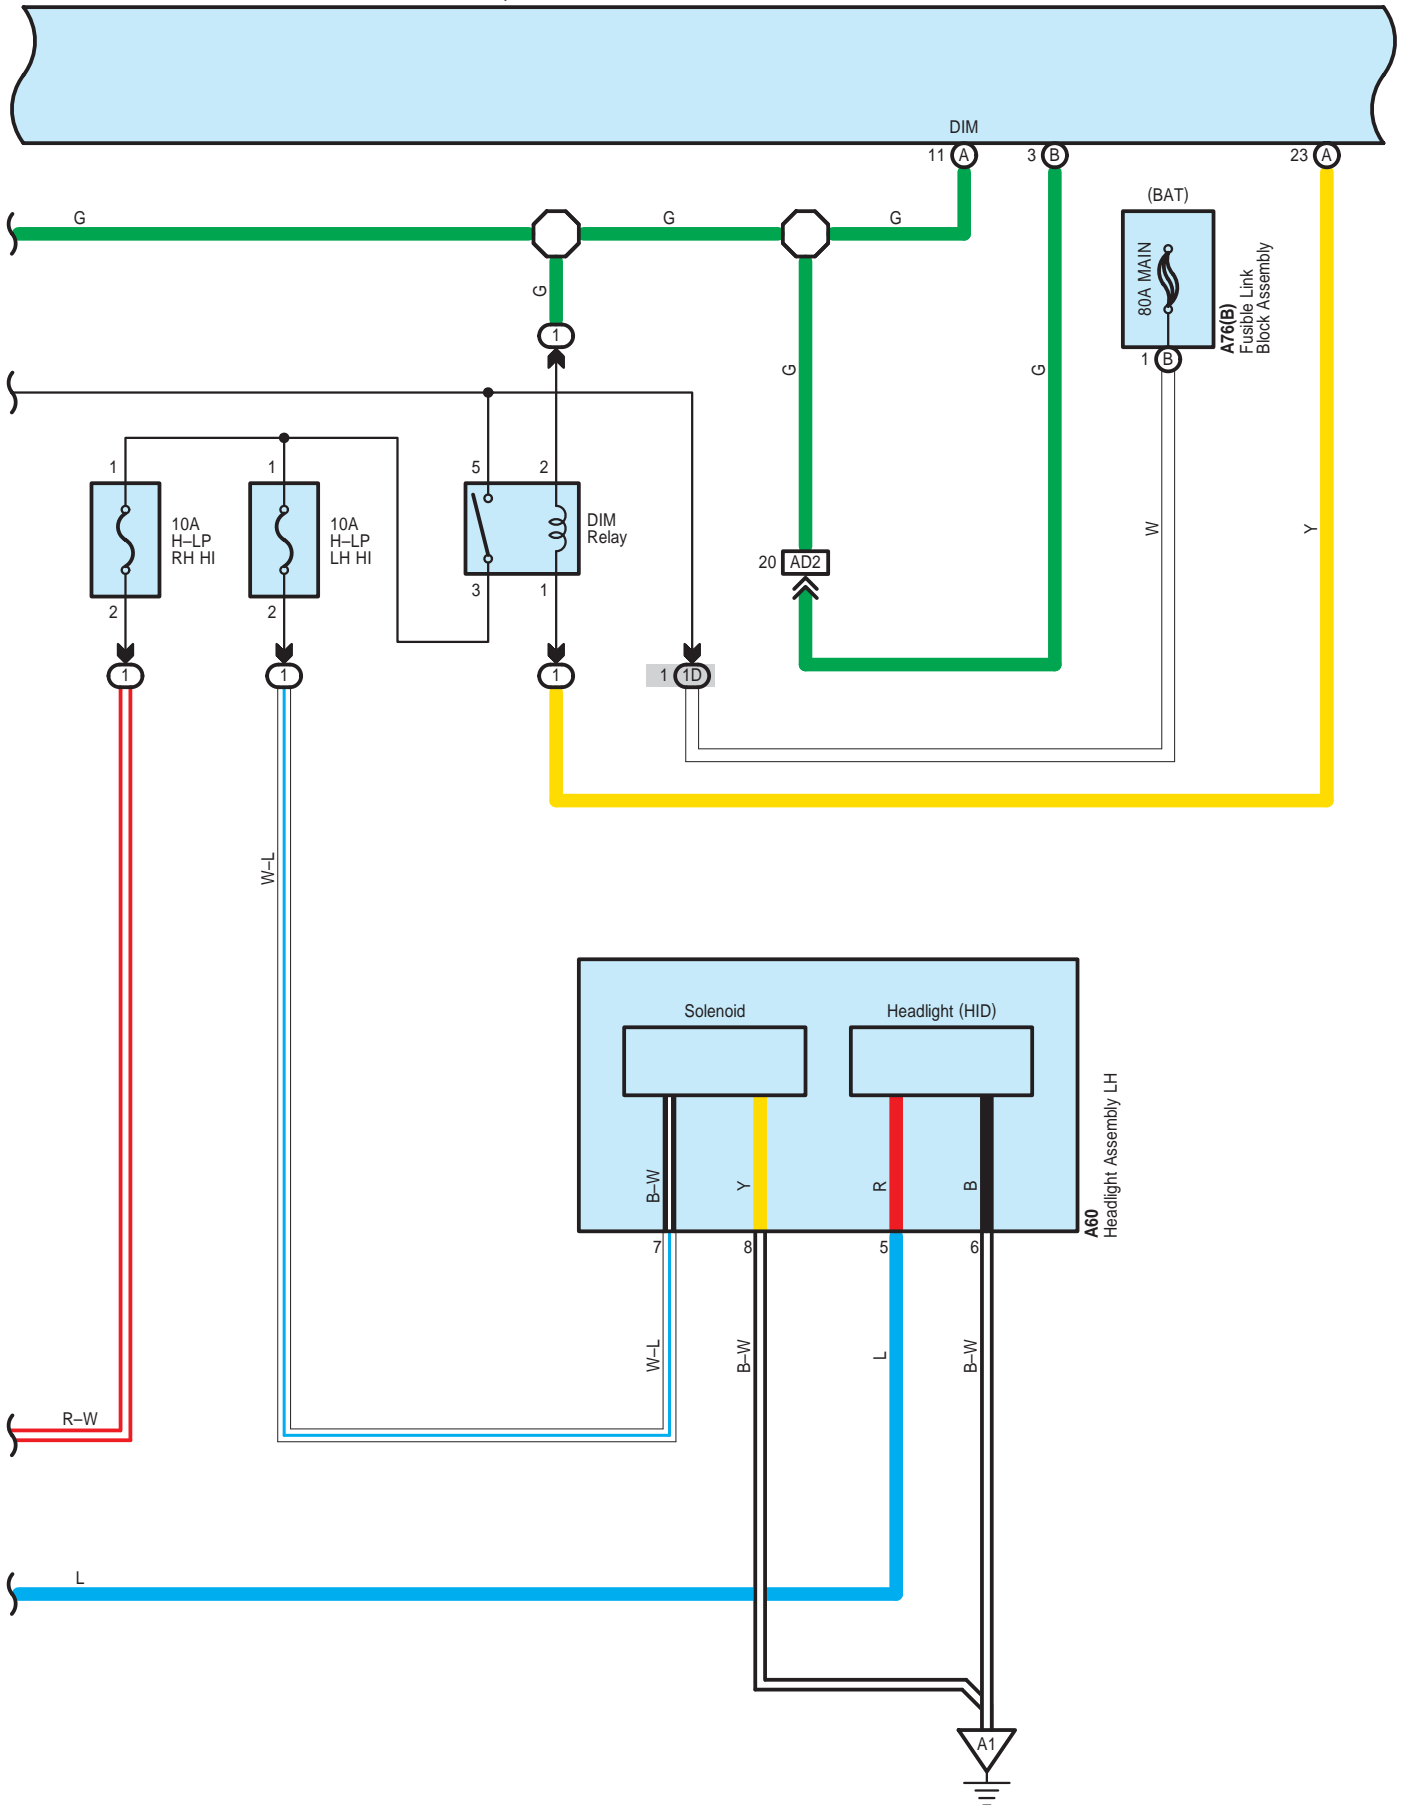 DIM
11 A
3 B
23 A
(BAT)
G
G
G
80A MAIN
A76(B)
Fusible Link
Block Assembly
G
1
1 B
G
G
1
1
5
2
10A
H–LP
RH HI
10A
H–LP
LH HI
DIM
Relay
W
Y
20 AD2
2
2
3
1
1
1
1
1 1D
W–L
Solenoid
Headlight (HID)
B–W
Y
R
B
A60
Headlight Assembly LH
7
8
5
6
W–L
B–W
L
B–W
R–W
L
A1